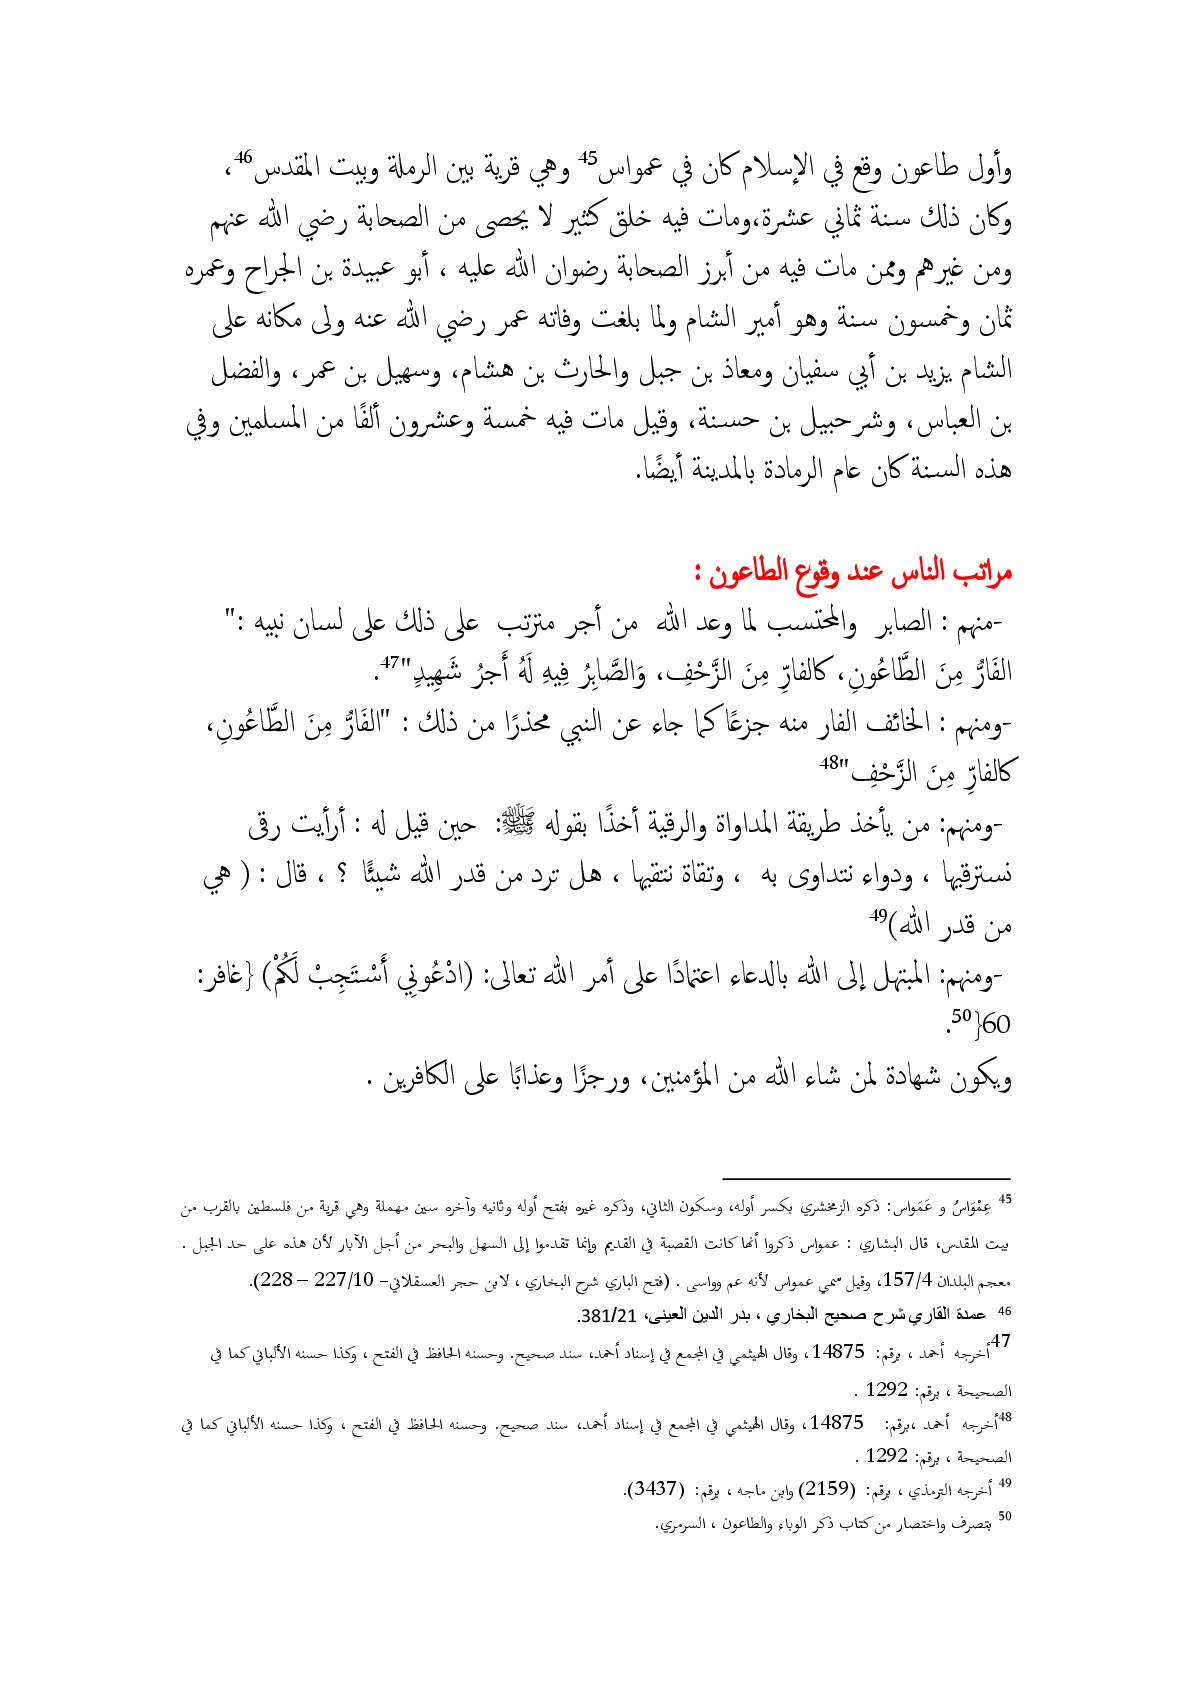 وأول طاعون وقع في الإسلام كان في عمواس45 وهي قرية بين الرملة وبيت المقدس46،
وكان ذلك سنة ثماني عشرة،ومات فيه خلق كثير لا يحصى من الصحابة رضي الله عنهم
ومن غيرهم وممن مات فيه من أبرز الصحابة رضوان الله عليه ، أبو عبيدة بن الجراح وعمره
ثمان وخمسون سنة وهو أمير الشام ولما بلغت وفاته عمر رضي الله عنه ولى مكانه على
الشام يزيد بن أبي سفيان ومعاذ بن جبل والحارث بن هشام، وسهيل بن عمر، والفضل
بن العباس، وشرحبيل بن حسنة، وقيل مات فيه خمسة وعشرون ألفًا من المسلمين وفي
هذه السنة كان عام الرمادة بالمدينة أيضًا.
مراتب الناس عند وقوع الطاعون :
-منهم : الصابر والمحتسب لما وعد الله من أجر مترتب على ذلك على لسان نبيه :"
الفَارُّ مِنَ الطَّاعُونِ، كالفارِّ مِنَ الزَّحْفِ، وَالصَّابِرُ فِيهِ لَهُ أَجرُ شَهِيدٍ"47.
-ومنهم : الخائف الفار منه جزعًا كما جاء عن النبي محذرًا من ذلك : "الفَارُّ مِنَ الطَّاعُونِ،
كالفارِّ مِنَ الزَّحْفِ"48
-ومنهم: من يأخذ طريقة المداواة والرقية أخذًا بقوله ﷺ: حين قيل له : أرأيت رقى
نسترقيها ، ودواء نتداوى به ، وتقاة نتقيها ، هل ترد من قدر الله شيئًا ؟ ، قال : ( هي
من قدر الله)49
-ومنهم: المبتهل إلى الله بالدعاء اعتمادًا على أمر الله تعالى: (ادْعُونِي أَسْتَجِبْ لَكُمْ) {غافر:
60}50.
ويكون شهادة لمن شاء الله من المؤمنين، ورجزًا وعذابًا على الكافرين .
45 عِمْوَاسُ و عَمَواس: ذكره الزمخشري بكسر أوله، وسكون الثاني، وذكره غيره بفتح أوله وثانيه وآخره سين مهملة وهي قرية من فلسطين بالقرب من
بيت المقدس، قال البشاري : عمواس ذكروا أنها كانت القصبة في القديم وإنما تقدموا إلى السهل والبحر من أجل الآبار لأن هذه على حد الجبل .
معجم البلدان 157/4، وقيل سمي عمواس لأنه عم وواسى . (فتح الباري شرح البخاري ، لابن حجر العسقلاني– 227/10 – 228).
46 عمدة القاري شرح صحيح البخاري ، بدر الدين العينى، 381/21.
47أخرجه أحمد ، برقم: 14875، وقال الهيثمي في المجمع في إسناد أحمد، سند صحيح. وحسنه الحافظ في الفتح ، وكذا حسنه الألباني كما في
الصحيحة ، برقم: 1292 .
48أخرجه أحمد ،برقم: 14875، وقال الهيثمي في المجمع في إسناد أحمد، سند صحيح. وحسنه الحافظ في الفتح ، وكذا حسنه الألباني كما في
الصحيحة ، برقم: 1292 .
49 أخرجه الترمذي ، برقم: (2159) وابن ماجه ، برقم: (3437).
50 بتصرف واختصار من كتاب ذكر الوباء والطاعون ، السرمري.